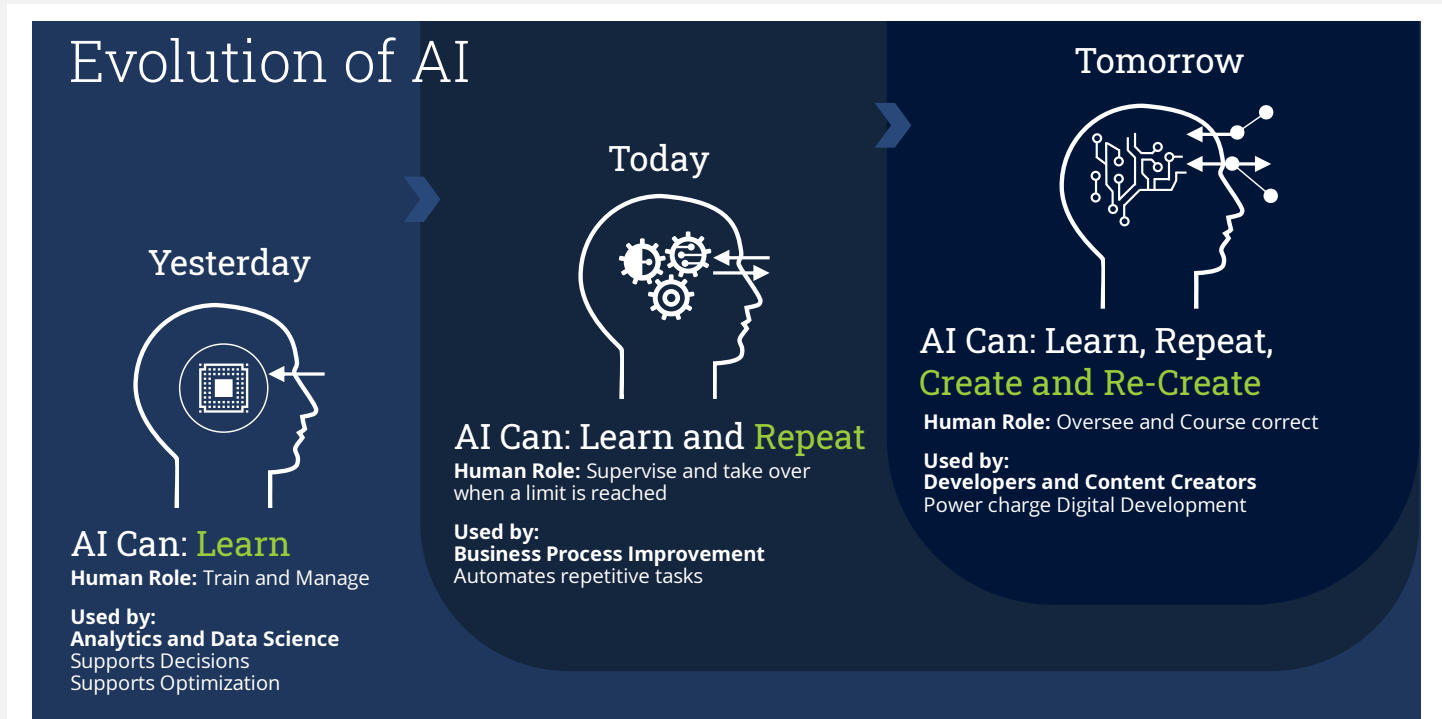 Evolution of AI
Yesterday
AI Can: Learn
Human Role: Train and Manage
Used by:
Analytics and Data Science
Supports Decisions
Supports Optimization
Today
AI Can: Learn and Repeat
Human Role: Supervise and take over
when a limit is reached
Used by:
Business Process Improvement
Automates repetitive tasks
Tomorrow
AI Can: Learn, Repeat,
Create and Re-Create
Human Role: Oversee and Course correct
Used by:
Developers and Content Creators
Power charge Digital Development